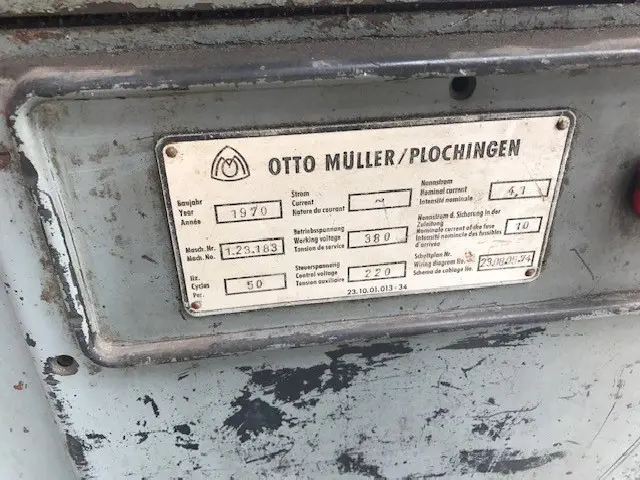 OTTO MÜLLER/PLOCHINGEN
Baujahr
Year
Année
1970
Strom
Current
Nature du courant
~
Nennstrom
Nominal current
Intensité nominale
4,1
Masch. Nr.
Mach. No.
1.23.183
Betriebsspannung
Working voltage
Tension de service
380
Nennstrom d. Sicherung in der
Zuleitung
Nominale current of the fuse
Intensité nominale des fusibles
d'arrivée
10
Hz.
Cycles
Per.
50
Steuerspannung
Control voltage
Tension auxiliaire
220
Schaltplan Nr.
Wiring diagram No.
Schema de cablage No.
23.10.01.013-34